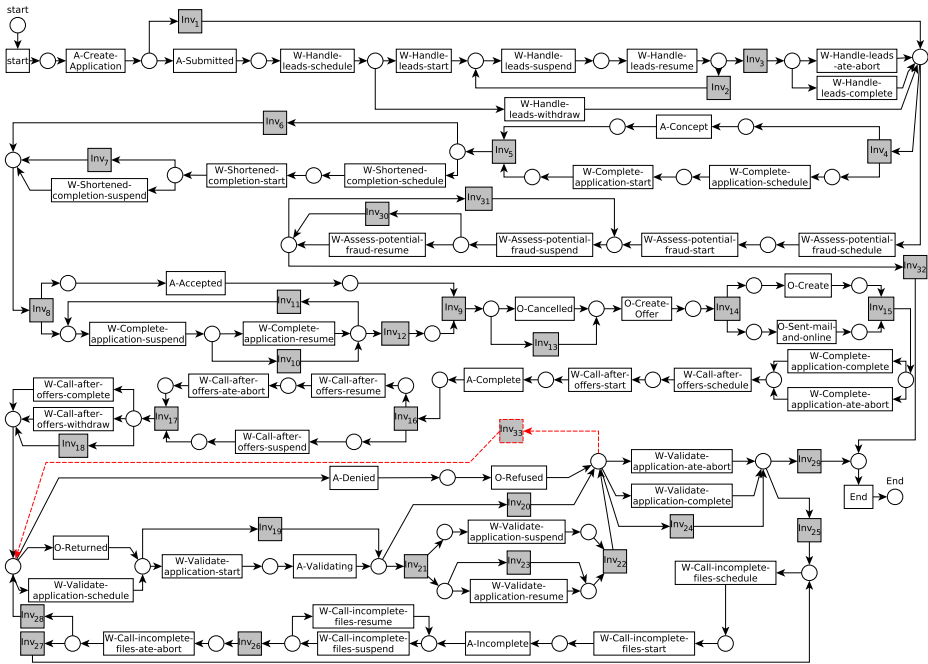 start
start
A-Create-
Application
Inv1
A-Submitted
W-Handle-
leads-schedule
W-Handle-
leads-start
W-Handle-
leads-suspend
W-Handle-
leads-resume
Inv2
Inv3
W-Handle-leads
-ate-abort
W-Handle-
leads-complete
W-Handle-
leads-withdraw
Inv6
Inv7
W-Shortened-
completion-suspend
W-Shortened-
completion-start
W-Shortened-
completion-schedule
Inv5
A-Concept
Inv4
W-Complete-
application-start
W-Complete-
application-schedule
Inv31
Inv30
W-Assess-potential-
fraud-resume
W-Assess-potential-
fraud-suspend
W-Assess-potential-
fraud-start
W-Assess-potential-
fraud-schedule
Inv32
Inv8
A-Accepted
Inv11
W-Complete-
application-suspend
W-Complete-
application-resume
Inv10
Inv12
Inv9
O-Cancelled
Inv13
O-Create-
Offer
Inv14
O-Create
Inv15
O-Sent-mail-
and-online
W-Complete-
application-complete
W-Complete-
application-ate-abort
W-Call-after-
offers-schedule
W-Call-after-
offers-start
A-Complete
Inv16
W-Call-after-
offers-resume
W-Call-after-
offers-ate-abort
W-Call-after-
offers-suspend
Inv17
W-Call-after-
offers-complete
W-Call-after-
offers-withdraw
Inv18
Inv33
A-Denied
O-Refused
W-Validate-
application-ate-abort
W-Validate-
application-complete
Inv24
Inv29
End
End
Inv25
Inv20
Inv19
O-Returned
W-Validate-
application-schedule
W-Validate-
application-start
A-Validating
Inv21
W-Validate-
application-suspend
Inv23
W-Validate-
application-resume
Inv22
W-Call-incomplete-
files-schedule
Inv28
Inv27
W-Call-incomplete-
files-ate-abort
Inv26
W-Call-incomplete-
files-resume
W-Call-incomplete-
files-suspend
A-Incomplete
W-Call-incomplete-
files-start